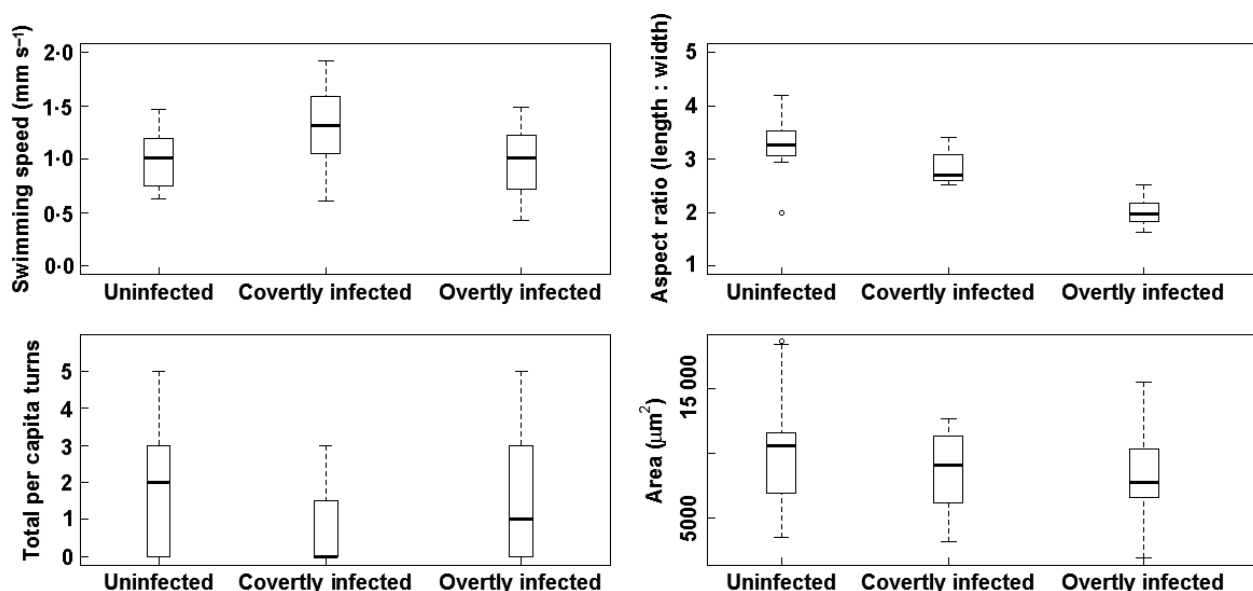 Swimming speed (mm s⁻¹)
2·0
1·5
1·0
0·5
0·0
Uninfected Covertly infected Overtly infected
Aspect ratio (length : width)
5
4
3
2
1
Uninfected Covertly infected Overtly infected
Total per capita turns
5
4
3
2
1
0
Uninfected Covertly infected Overtly infected
Area (μm²)
15 000
5000
Uninfected Covertly infected Overtly infected